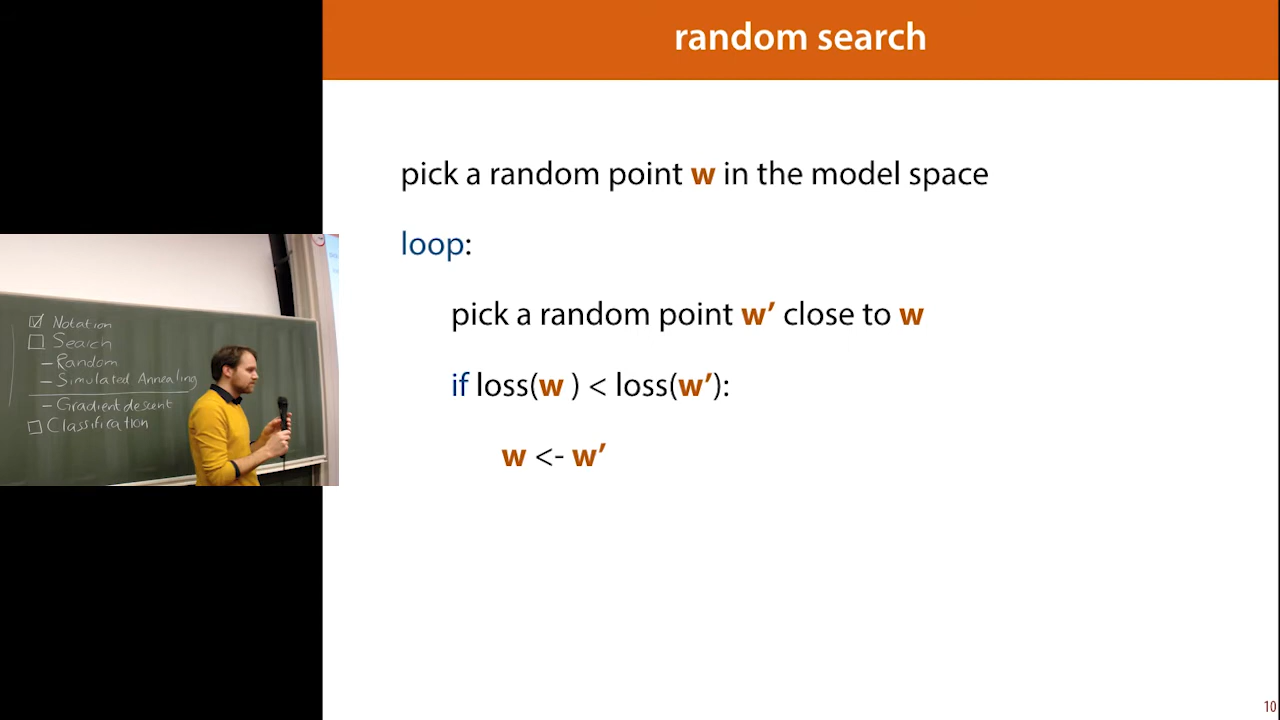 random search
pick a random point w in the model space
loop:
pick a random point w’ close to w
if loss(w ) < loss(w’):
w <- w’
☑ Notation
☐ Search
– Random
– Simulated Annealing
– Gradient descent
☐ Classification
10